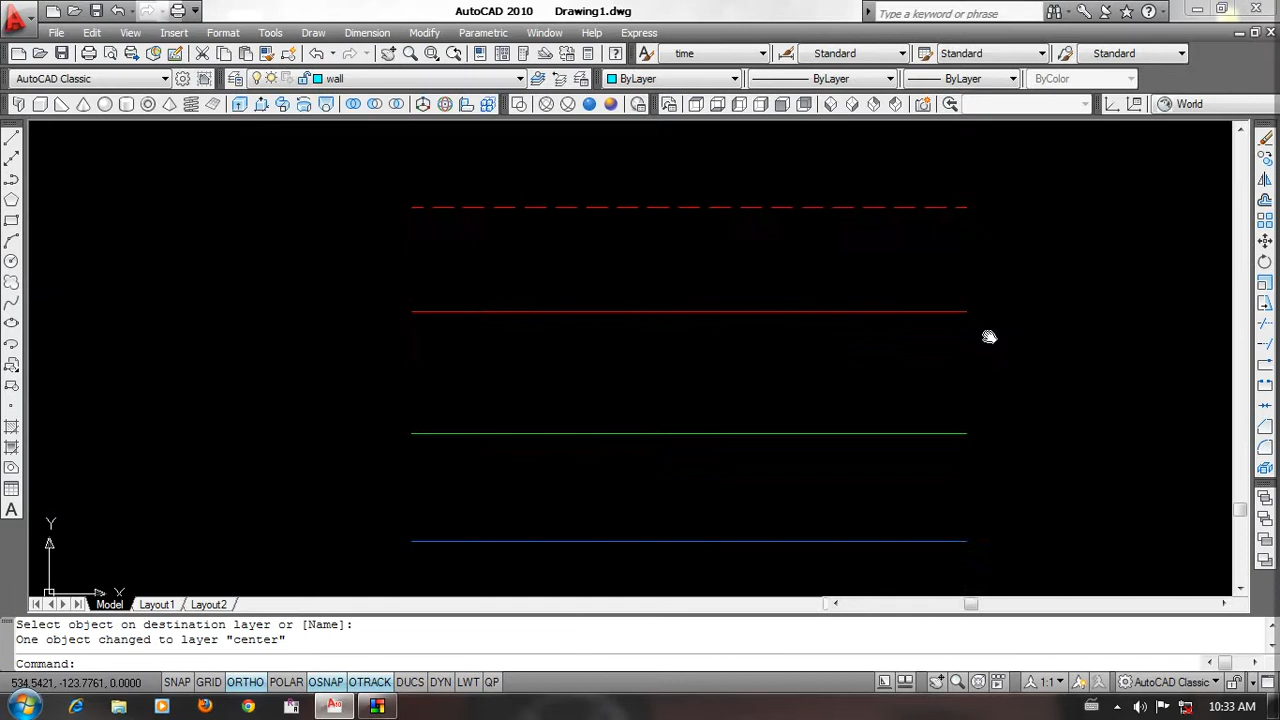 AutoCAD 2010 Drawing1.dwg
Type a keyword or phrase
File Edit View Insert Format Tools Draw Dimension Modify Parametric Window Help Express
time Standard Standard Standard
AutoCAD Classic wall ByLayer ByLayer ByLayer ByColor
World
Y
X
Model Layout1 Layout2
Select object on destination layer or [Name]:
One object changed to layer "center"
Command:
534.5421, -123.7761, 0.0000 SNAP GRID ORTHO POLAR OSNAP OTRACK DUCS DYN LWT QP 1:1 AutoCAD Classic
10:33 AM